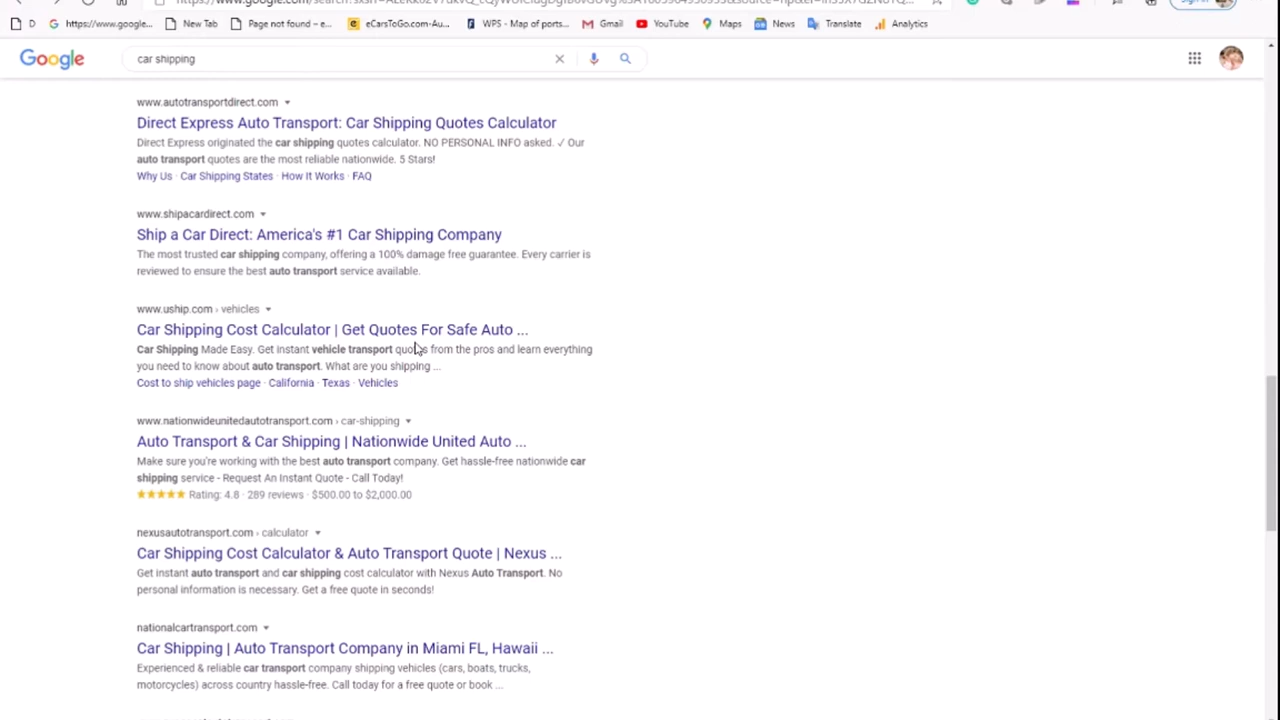 D
https://www.google...
New Tab
Page not found – e...
eCarsToGo.com-Au...
WPS - Map of ports...
Gmail
YouTube
Maps
News
Translate
Analytics
Google
car shipping
www.autotransportdirect.com
Direct Express Auto Transport: Car Shipping Quotes Calculator
Direct Express originated the car shipping quotes calculator. NO PERSONAL INFO asked. ✓ Our
auto transport quotes are the most reliable nationwide. 5 Stars!
Why Us · Car Shipping States · How It Works · FAQ
www.shipacardirect.com
Ship a Car Direct: America's #1 Car Shipping Company
The most trusted car shipping company, offering a 100% damage free guarantee. Every carrier is
reviewed to ensure the best auto transport service available.
www.uship.com › vehicles
Car Shipping Cost Calculator | Get Quotes For Safe Auto ...
Car Shipping Made Easy. Get instant vehicle transport quotes from the pros and learn everything
you need to know about auto transport. What are you shipping ...
Cost to ship vehicles page · California · Texas · Vehicles
www.nationwideunitedautotransport.com › car-shipping
Auto Transport & Car Shipping | Nationwide United Auto ...
Make sure you're working with the best auto transport company. Get hassle-free nationwide car
shipping service - Request An Instant Quote - Call Today!
Rating: 4.8 · 289 reviews · $500.00 to $2,000.00
nexusautotransport.com › calculator
Car Shipping Cost Calculator & Auto Transport Quote | Nexus ...
Get instant auto transport and car shipping cost calculator with Nexus Auto Transport. No
personal information is necessary. Get a free quote in seconds!
nationalcartransport.com
Car Shipping | Auto Transport Company in Miami FL, Hawaii ...
Experienced & reliable car transport company shipping vehicles (cars, boats, trucks,
motorcycles) across country hassle-free. Call today for a free quote or book ...